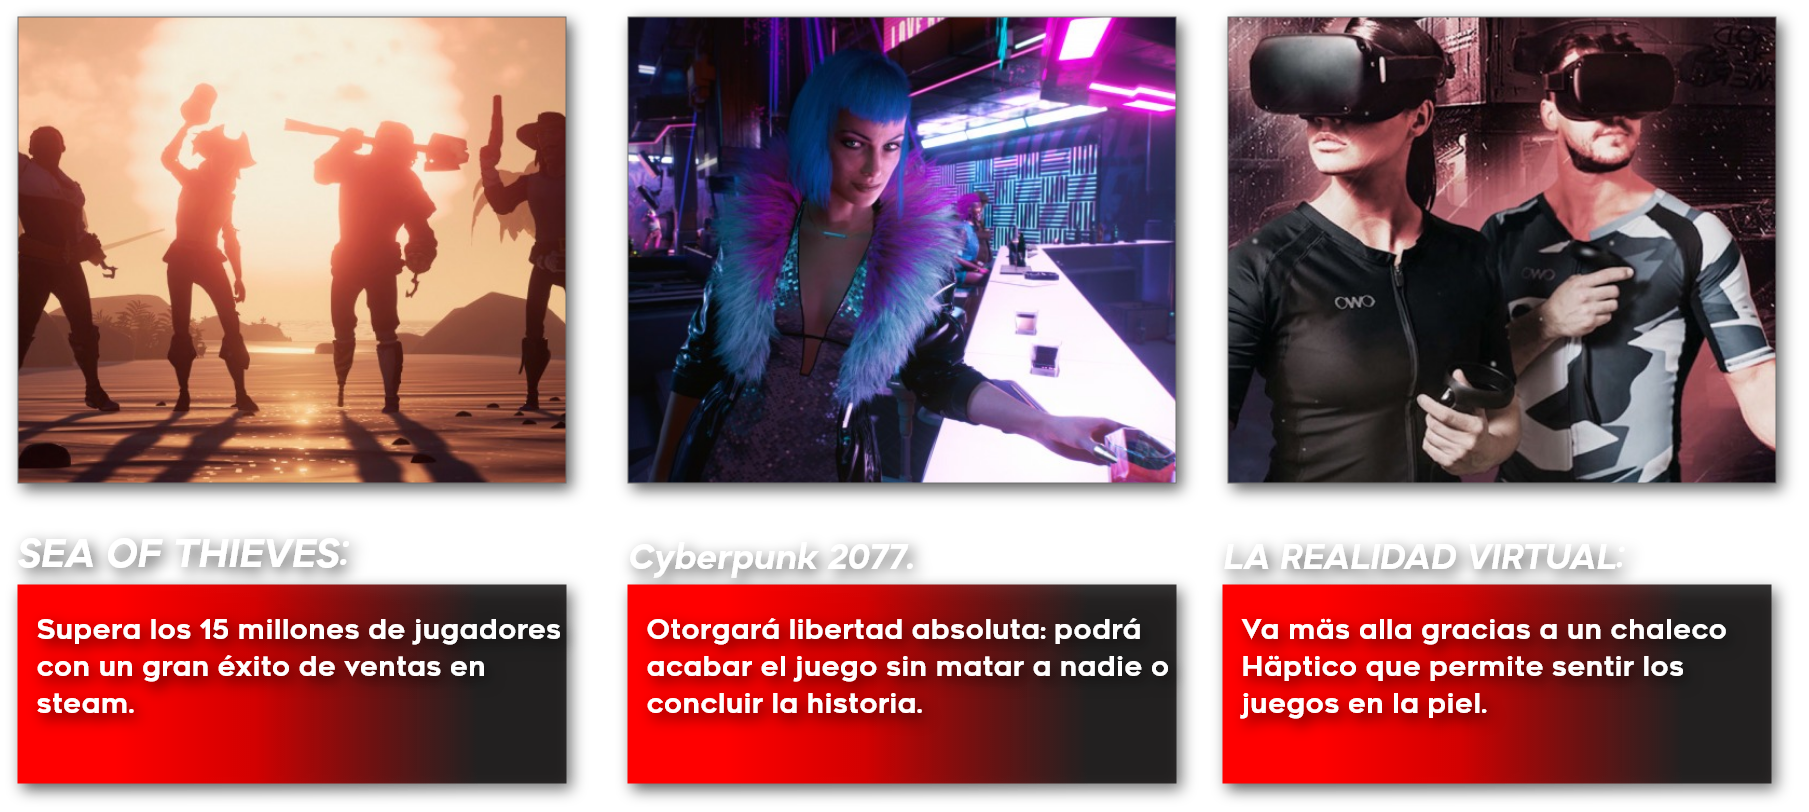 LOVE
OWO
OWO
SEA OF THIEVES:
Supera los 15 millones de jugadores
con un gran éxito de ventas en
steam.
Cyberpunk 2077.
Otorgará libertad absoluta: podrá
acabar el juego sin matar a nadie o
concluir la historia.
LA REALIDAD VIRTUAL:
Va mäs alla gracias a un chaleco
Häptico que permite sentir los
juegos en la piel.